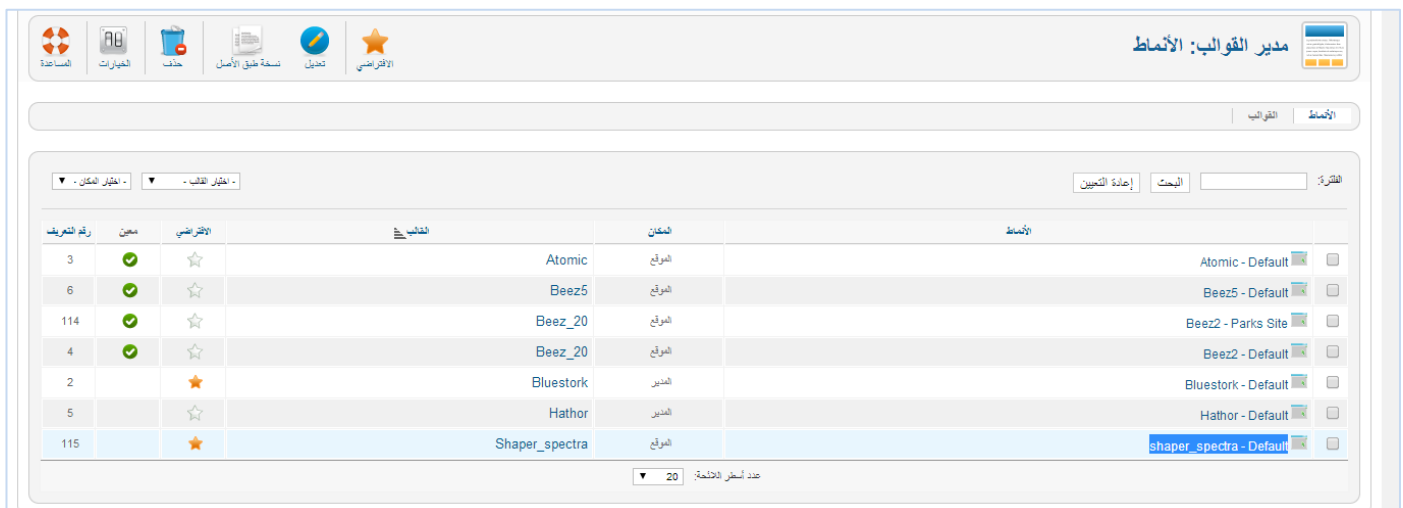 مدير القوالب: الأنماط
الافتراضي تعديل نسخة طبق الأصل حذف الخيارات المساعدة
الأنماط القوالب
الفلترة: البحث إعادة التعيين - اختيار القالب - - اختيار المكان -
الأنماط المكان القالب الافتراضي معين رقم التعريف
Atomic - Default الموقع Atomic 3
Beez5 - Default الموقع Beez5 6
Beez2 - Parks Site الموقع Beez_20 114
Beez2 - Default الموقع Beez_20 4
Bluestork - Default المدير Bluestork 2
Hathor - Default المدير Hathor 5
shaper_spectra - Default الموقع Shaper_spectra 115
عدد أسطر اللائحة: 20